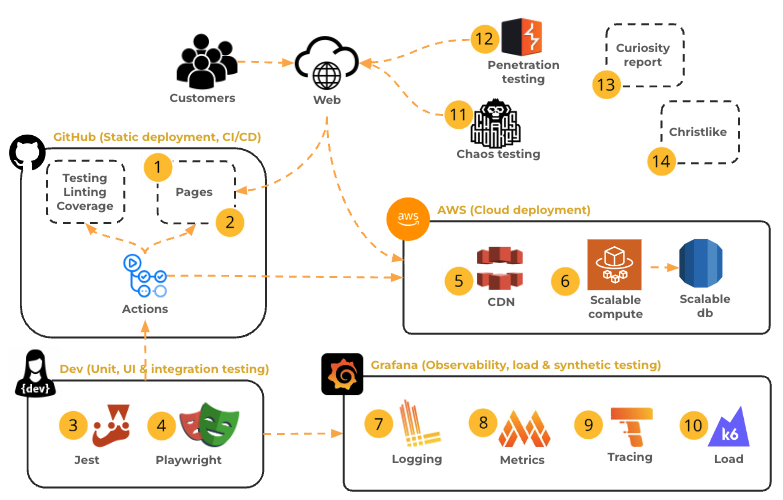 12
Penetration
testing
Curiosity
report
13
Customers
Web
11
Chaos testing
Christlike
14
GitHub (Static deployment, CI/CD)
1
Testing
Linting
Coverage
Pages
2
Actions
aws
AWS (Cloud deployment)
5
CDN
6
Scalable
compute
Scalable
db
{dev}
Dev (Unit, UI & integration testing)
3
Jest
4
Playwright
Grafana (Observability, load & synthetic testing)
7
Logging
8
Metrics
9
Tracing
10
k6
Load